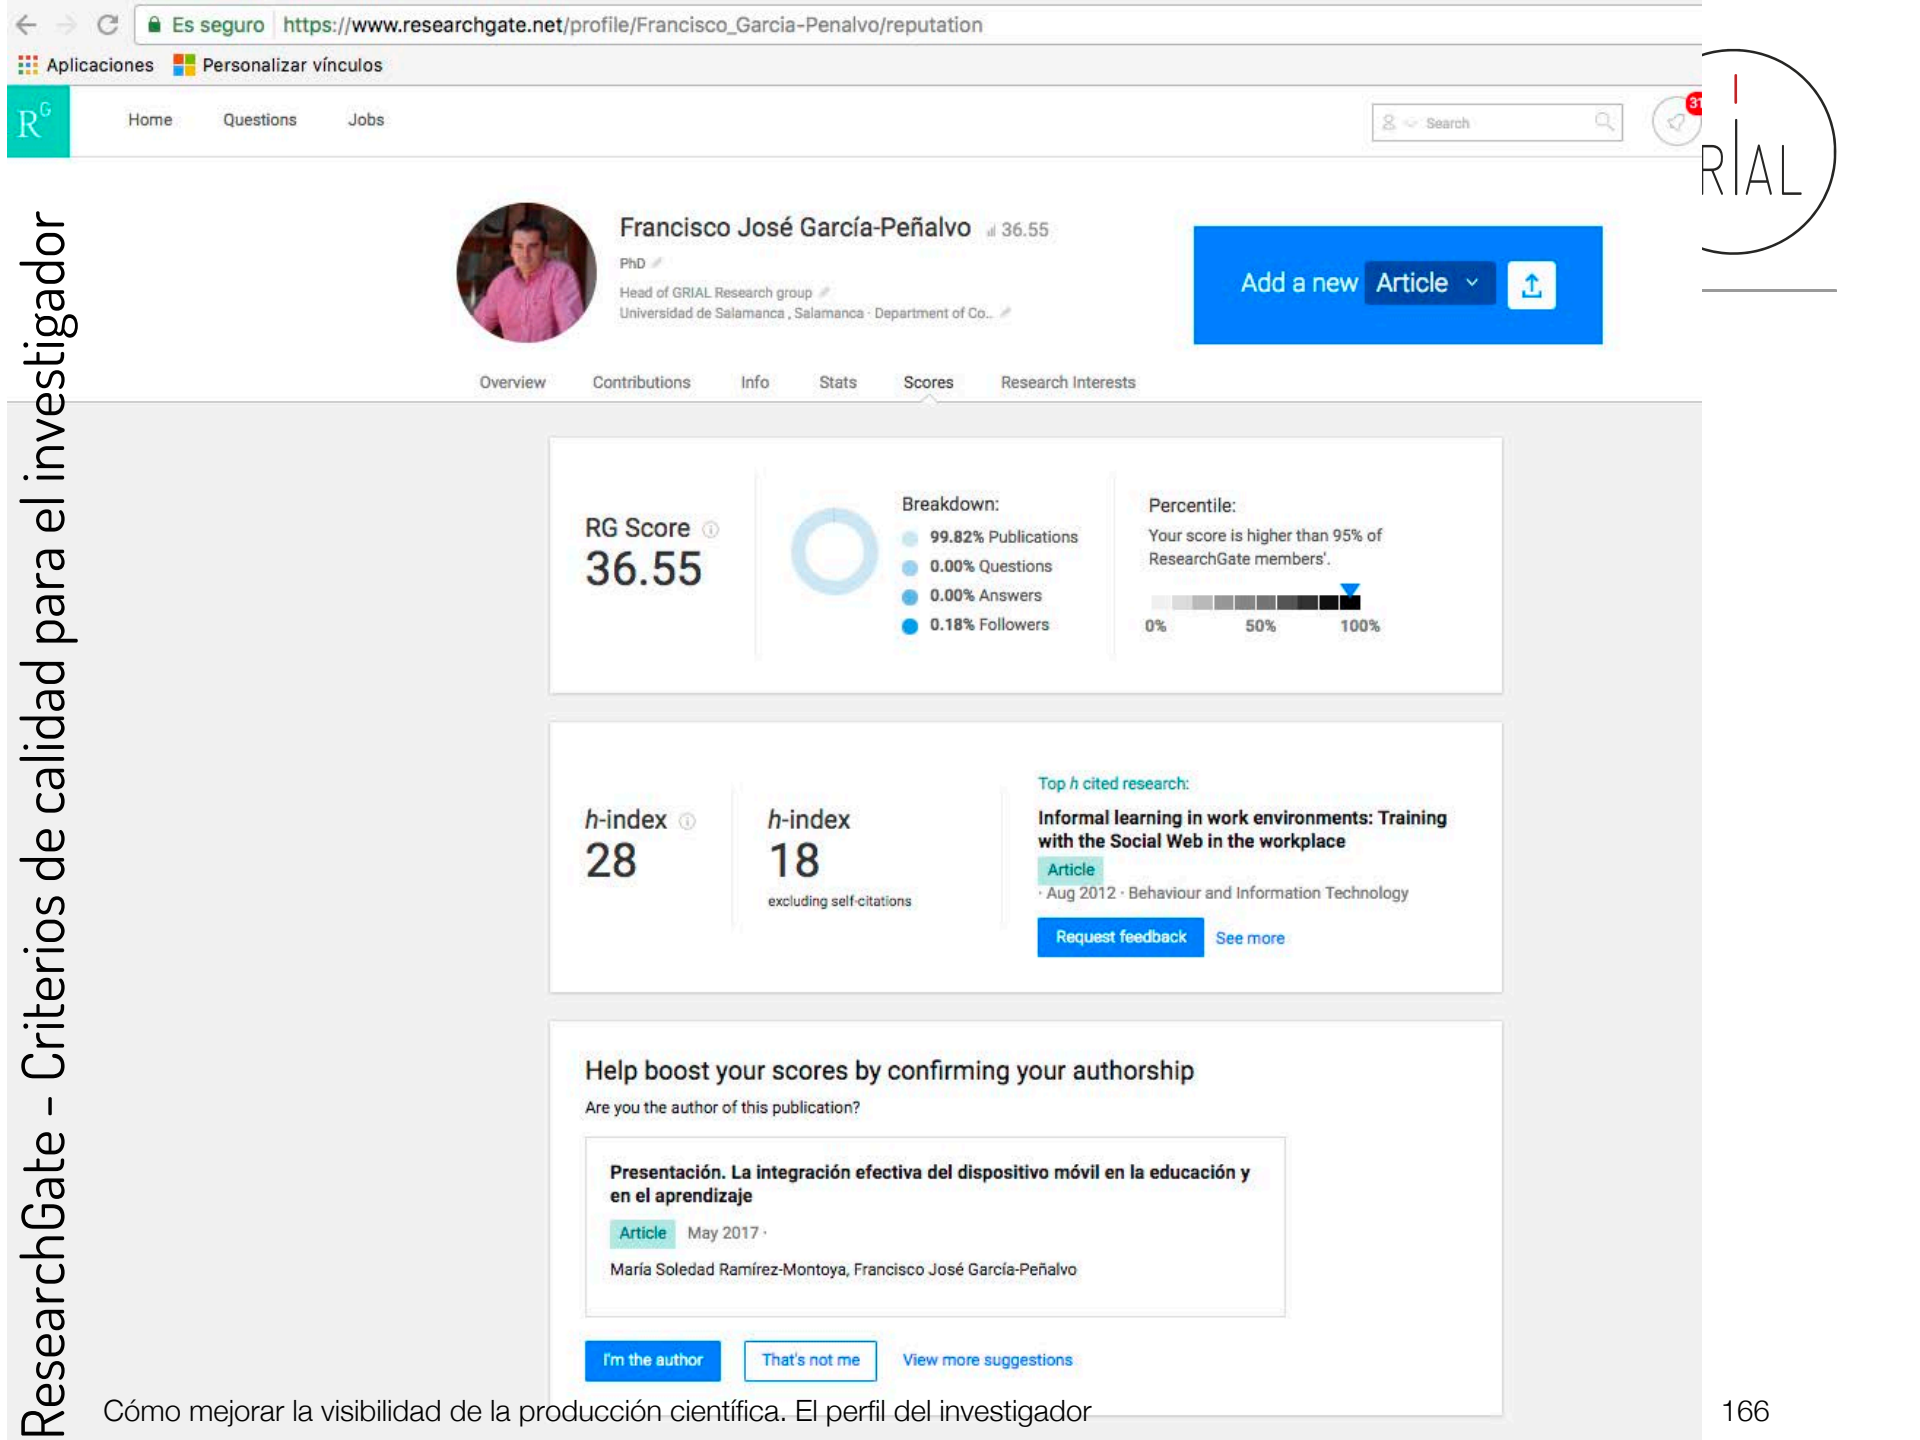 Es seguro https://www.researchgate.net/profile/Francisco_Garcia-Penalvo/reputation
Aplicaciones Personalizar vínculos
RG Home Questions Jobs Search 31
RIAL
ResearchGate - Criterios de calidad para el investigador
Francisco José García-Peñalvo 36.55
PhD
Head of GRIAL Research group
Universidad de Salamanca , Salamanca · Department of Co...
Add a new Article
Overview Contributions Info Stats Scores Research Interests
RG Score
36.55
Breakdown:
99.82% Publications
0.00% Questions
0.00% Answers
0.18% Followers
Percentile:
Your score is higher than 95% of
ResearchGate members'.
0% 50% 100%
h-index
28
h-index
18
excluding self-citations
Top h cited research:
Informal learning in work environments: Training
with the Social Web in the workplace
Article
· Aug 2012 · Behaviour and Information Technology
Request feedback See more
Help boost your scores by confirming your authorship
Are you the author of this publication?
Presentación. La integración efectiva del dispositivo móvil en la educación y
en el aprendizaje
Article May 2017 ·
María Soledad Ramírez-Montoya, Francisco José García-Peñalvo
I'm the author That's not me View more suggestions
Cómo mejorar la visibilidad de la producción científica. El perfil del investigador 166